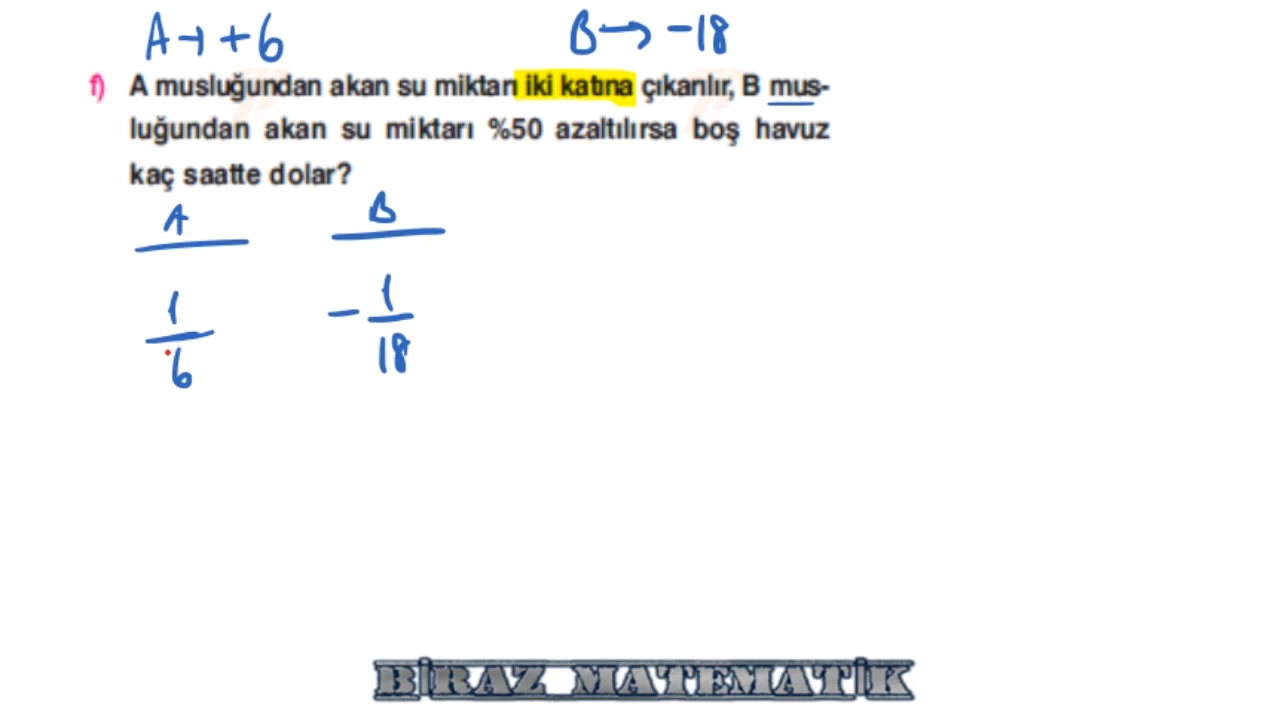 A→ +6 B→ -18
f) A musluğundan akan su miktarı iki katına çıkarılır, B mus-
luğundan akan su miktarı %50 azaltılırsa boş havuz
kaç saatte dolar?
A B
1/6 -1/18
BİRAZ MATEMATİK